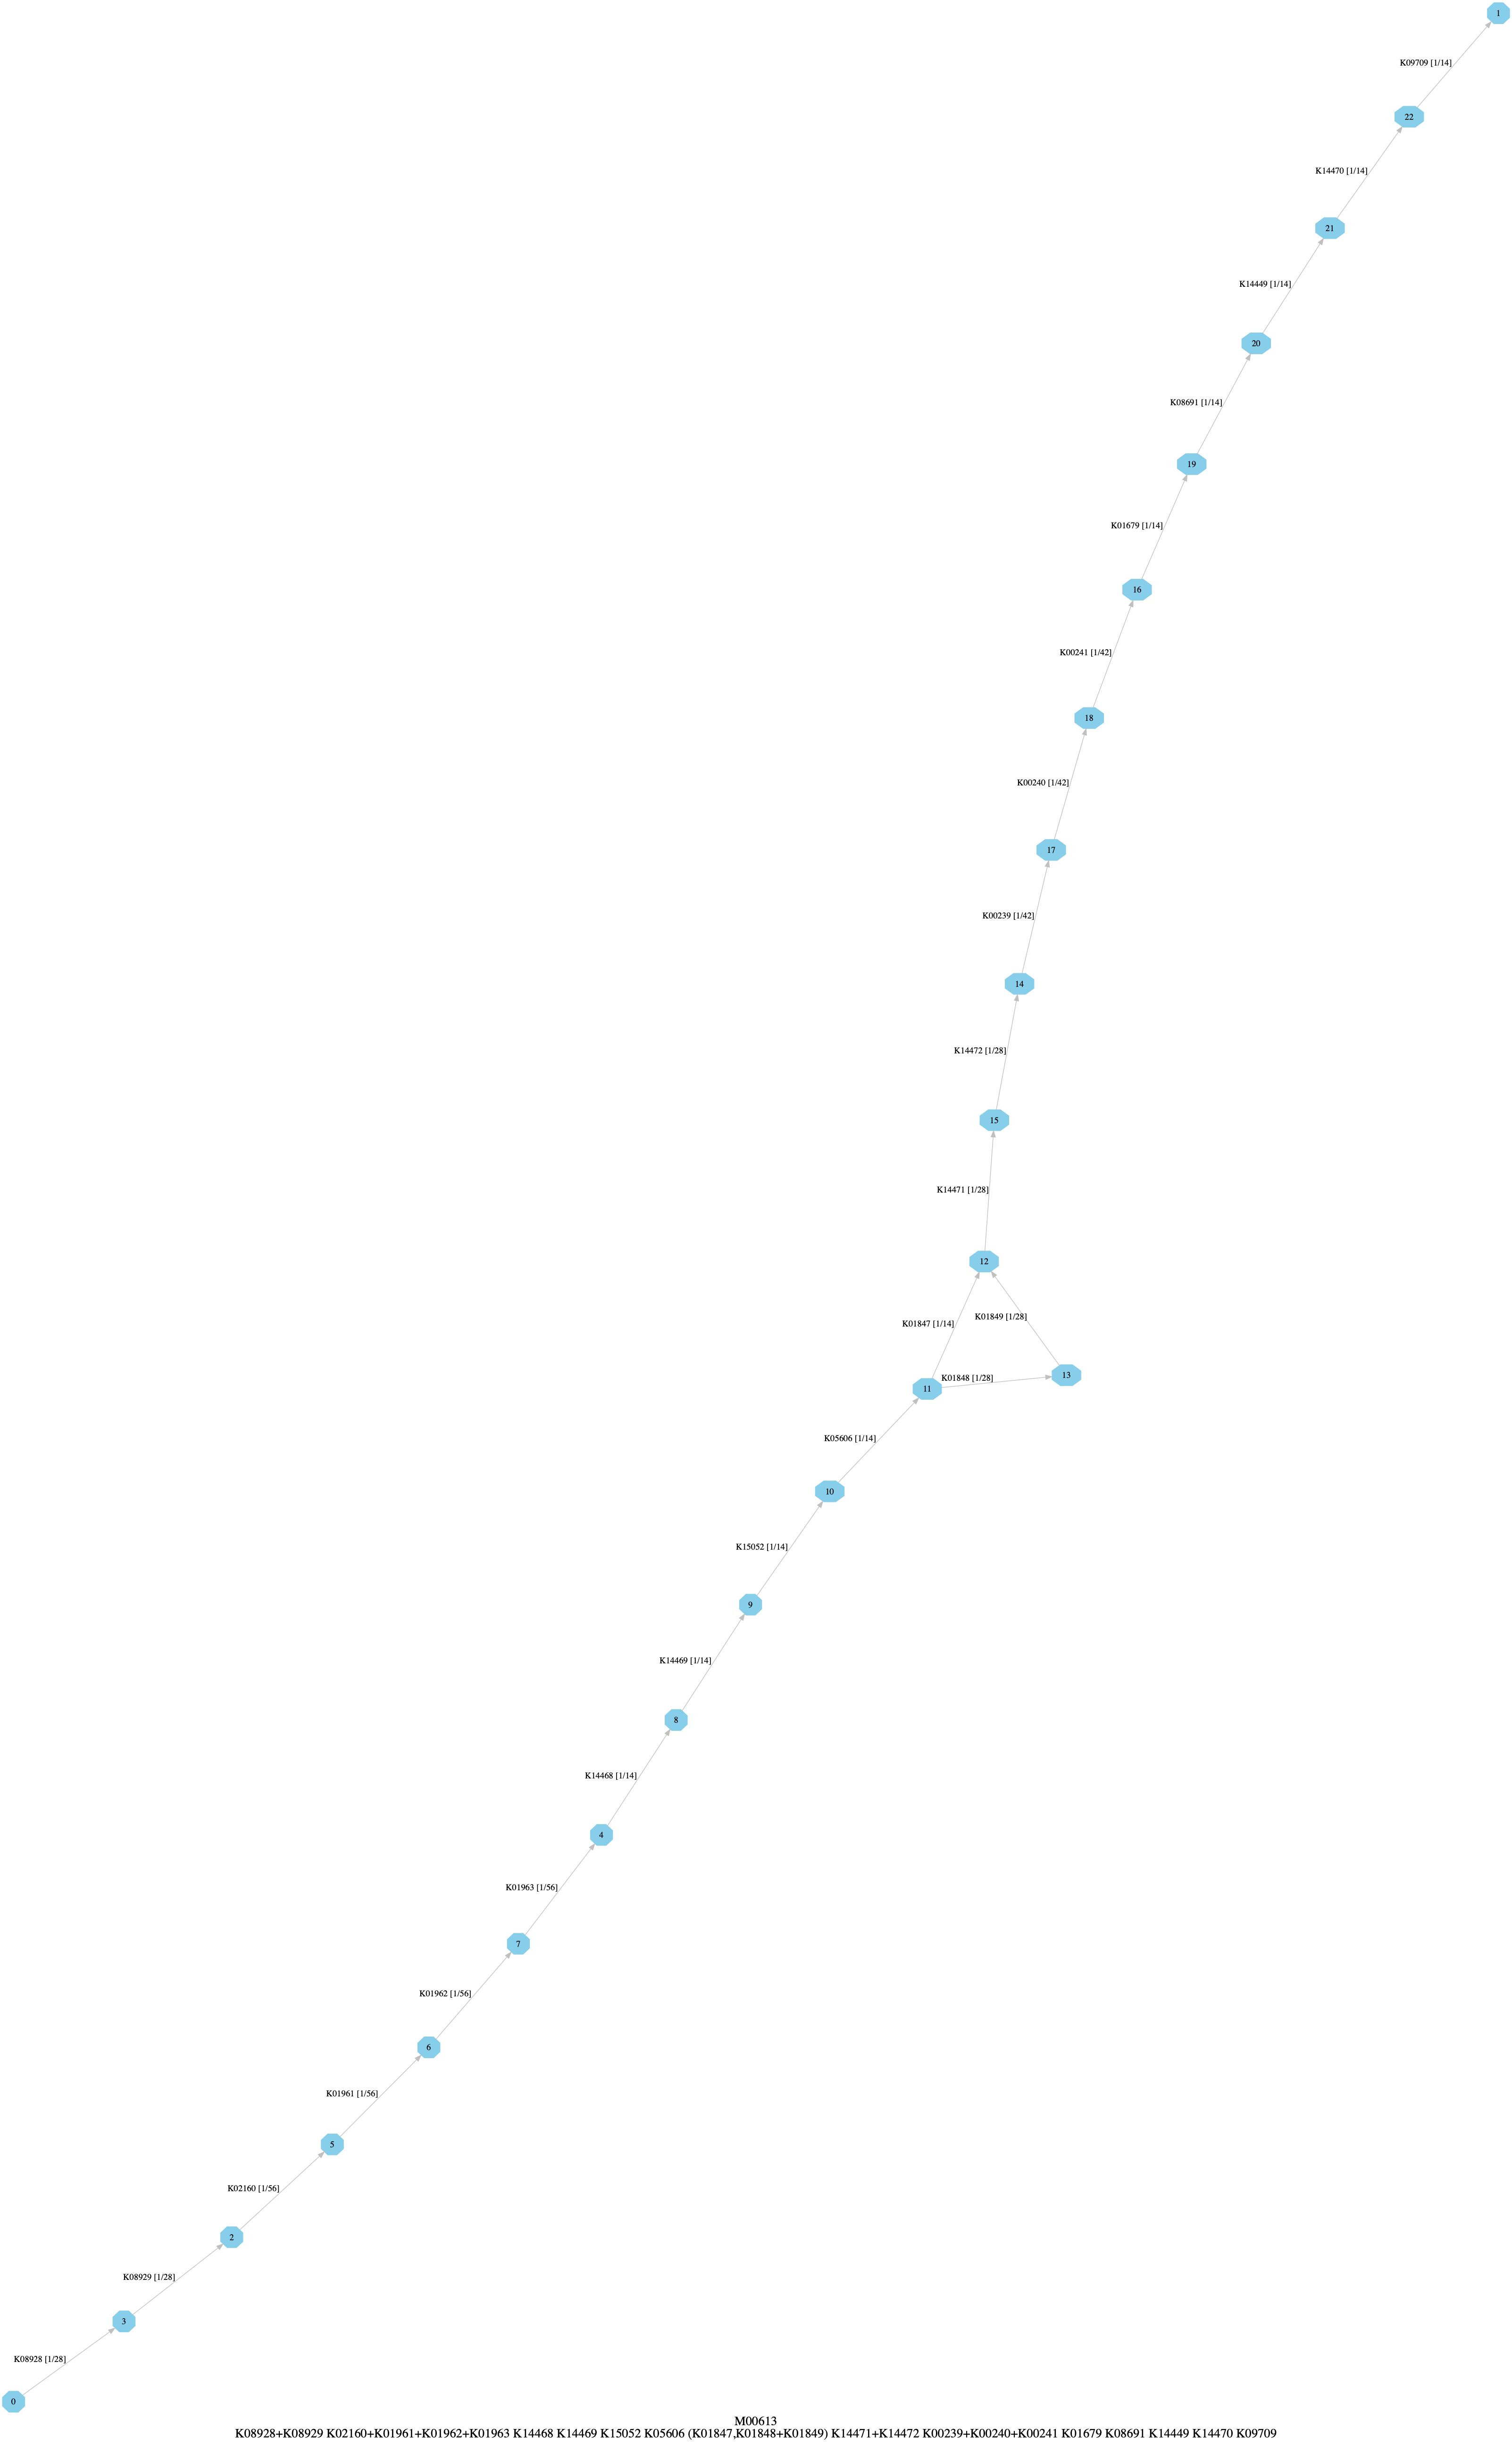 1
K09709 [1/14]
22
K14470 [1/14]
21
K14449 [1/14]
20
K08691 [1/14]
19
K01679 [1/14]
16
K00241 [1/42]
18
K00240 [1/42]
17
K00239 [1/42]
14
K14472 [1/28]
15
K14471 [1/28]
12
K01849 [1/28]
K01847 [1/14]
13
K01848 [1/28]
11
K05606 [1/14]
10
K15052 [1/14]
9
K14469 [1/14]
8
K14468 [1/14]
4
K01963 [1/56]
7
K01962 [1/56]
6
K01961 [1/56]
5
K02160 [1/56]
2
K08929 [1/28]
3
K08928 [1/28]
0
M00613
K08928+K08929 K02160+K01961+K01962+K01963 K14468 K14469 K15052 K05606 (K01847,K01848+K01849) K14471+K14472 K00239+K00240+K00241 K01679 K08691 K14449 K14470 K09709